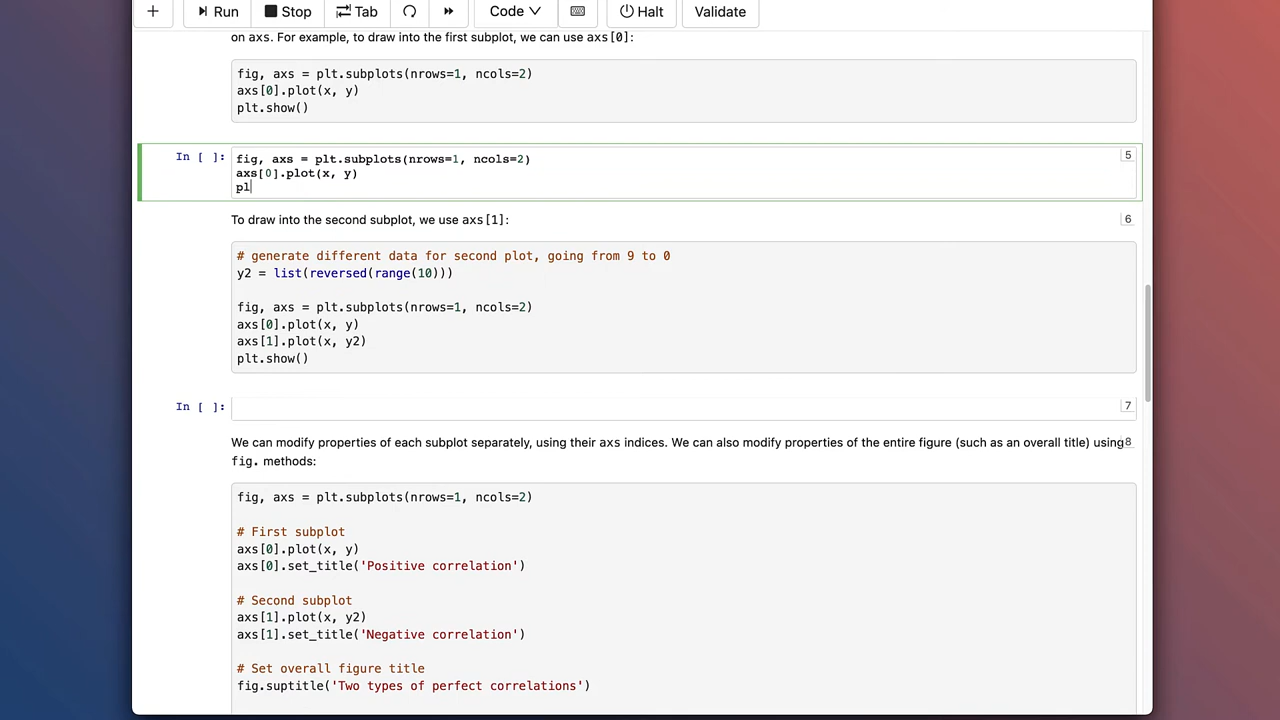 + Run Stop Tab Code Halt Validate
on axs. For example, to draw into the first subplot, we can use axs[0]:
fig, axs = plt.subplots(nrows=1, ncols=2)
axs[0].plot(x, y)
plt.show()
In [ ]: fig, axs = plt.subplots(nrows=1, ncols=2) 5
axs[0].plot(x, y)
pl
To draw into the second subplot, we use axs[1]: 6
# generate different data for second plot, going from 9 to 0
y2 = list(reversed(range(10)))
fig, axs = plt.subplots(nrows=1, ncols=2)
axs[0].plot(x, y)
axs[1].plot(x, y2)
plt.show()
In [ ]: 7
We can modify properties of each subplot separately, using their axs indices. We can also modify properties of the entire figure (such as an overall title) using 8
fig. methods:
fig, axs = plt.subplots(nrows=1, ncols=2)
# First subplot
axs[0].plot(x, y)
axs[0].set_title('Positive correlation')
# Second subplot
axs[1].plot(x, y2)
axs[1].set_title('Negative correlation')
# Set overall figure title
fig.suptitle('Two types of perfect correlations')